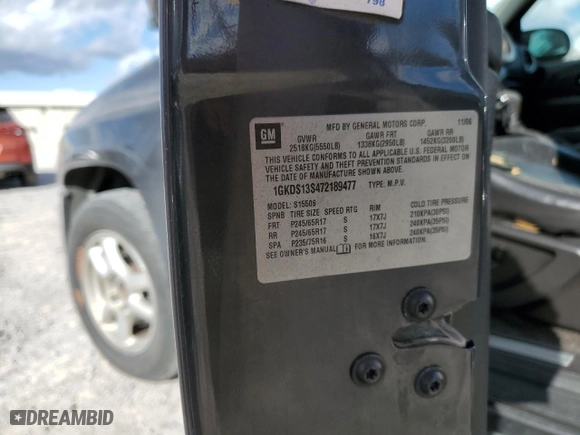 198
GM
MFD BY GENERAL MOTORS CORP. 11/06
GVWR GAWR FRT GAWR RR
2518KG(5550LB) 1338KG(2950LB) 1452KG(3200LB)
THIS VEHICLE CONFORMS TO ALL APPLICABLE U.S. FEDERAL MOTOR
VEHICLE SAFETY AND THEFT PREVENTION STANDARDS IN EFFECT ON
THE DATE OF MANUFACTURE SHOWN ABOVE.
1GKDS13S472189477 TYPE: M.P.V.
MODEL: S15506
SPNB TIRE SIZE SPEED RTG RIM COLD TIRE PRESSURE
FRT P245/65R17 S 17X7J 210KPA(30PSI)
RR P245/65R17 S 17X7J 240KPA(35PSI)
SPA P235/75R16 S 16X7J 240KPA(35PSI)
SEE OWNER'S MANUAL FOR MORE INFORMATION.
DREAMBID